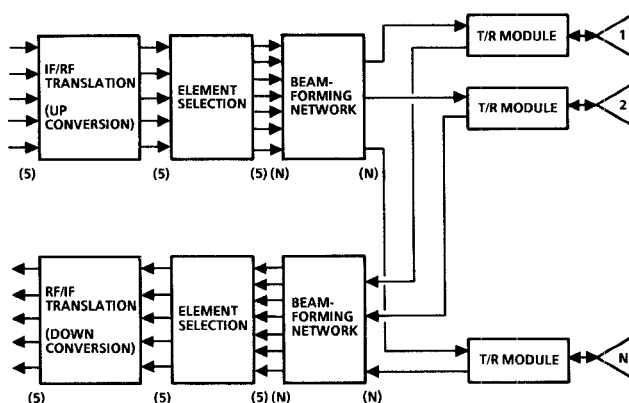 IF/RF
TRANSLATION
(UP
CONVERSION)
ELEMENT
SELECTION
BEAM-
FORMING
NETWORK
T/R MODULE
1
T/R MODULE
2
(5)
(5)
(5)
(N)
(N)
RF/IF
TRANSLATION
(DOWN
CONVERSION)
ELEMENT
SELECTION
BEAM-
FORMING
NETWORK
T/R MODULE
N
(5)
(5)
(5)
(N)
(N)